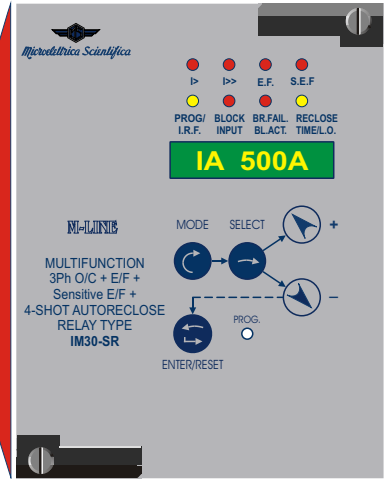 Microelettrica Scientifica
I> I>> E.F. S.E.F
PROG/ BLOCK BR.FAIL. RECLOSE
I.R.F. INPUT BL.ACT. TIME/L.O.
IA 500A
M-LINE
MODE SELECT
+
MULTIFUNCTION
3Ph O/C + E/F +
Sensitive E/F +
4-SHOT AUTORECLOSE
RELAY TYPE
IM30-SR
–
PROG.
ENTER/RESET